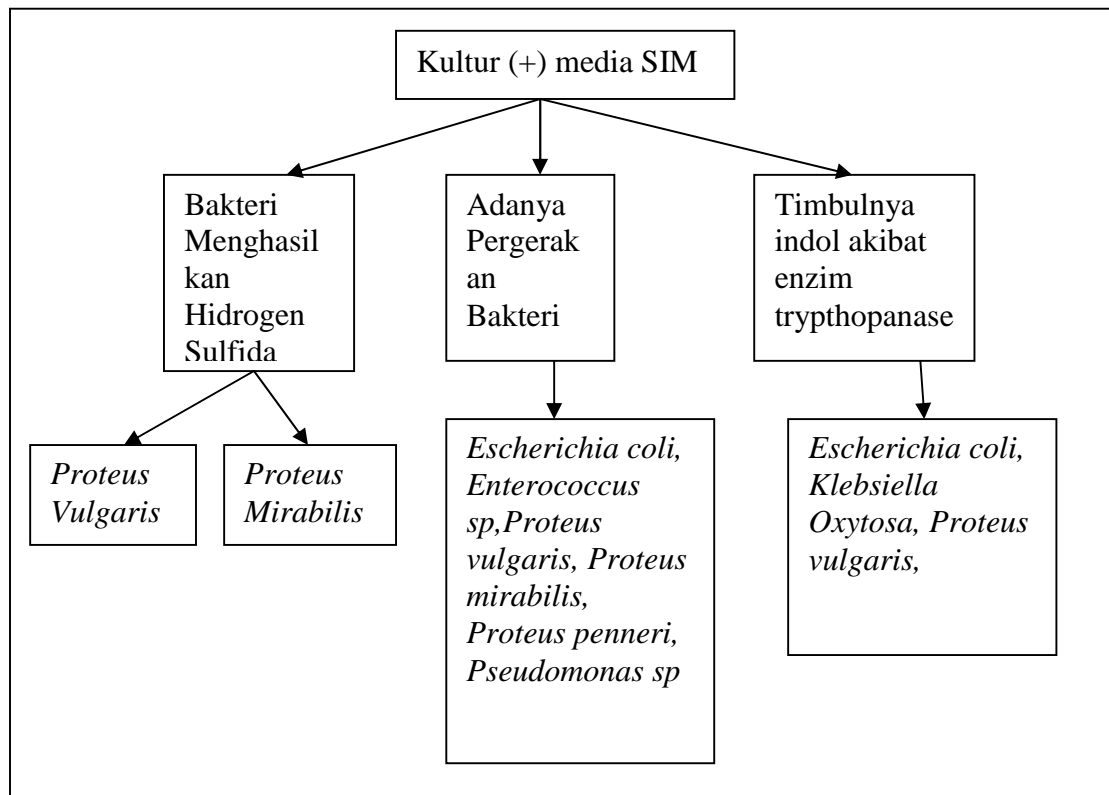 Kultur (+) media SIM
Bakteri
Menghasil
kan
Hidrogen
Sulfida
Adanya
Pergerak
an
Bakteri
Timbulnya
indol akibat
enzim
trypthopanase
Proteus
Vulgaris
Proteus
Mirabilis
Escherichia coli,
Enterococcus
sp,Proteus
vulgaris, Proteus
mirabilis,
Proteus penneri,
Pseudomonas sp
Escherichia coli,
Klebsiella
Oxytosa, Proteus
vulgaris,